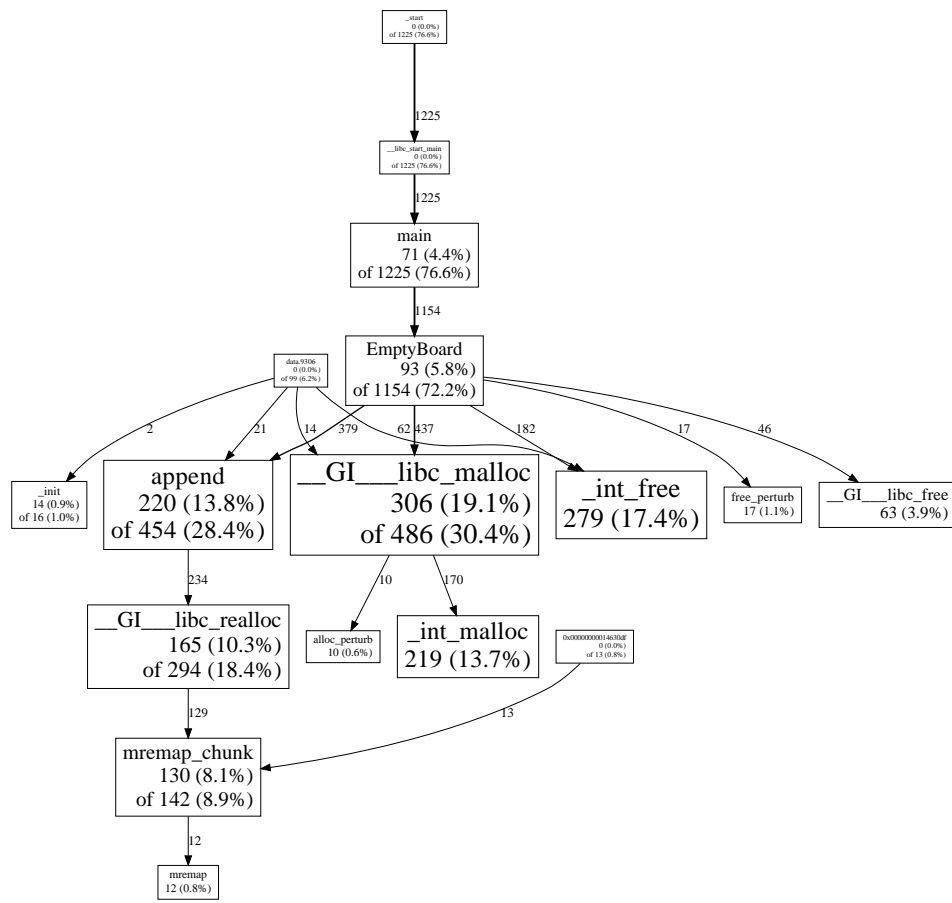 _start
0 (0.0%)
of 1225 (76.6%)
1225
__libc_start_main
0 (0.0%)
of 1225 (76.6%)
1225
main
71 (4.4%)
of 1225 (76.6%)
1154
EmptyBoard
93 (5.8%)
of 1154 (72.2%)
data.9306
0 (0.0%)
of 99 (6.2%)
2
21
14
379
62
437
182
17
46
_init
14 (0.9%)
of 16 (1.0%)
append
220 (13.8%)
of 454 (28.4%)
__GI___libc_malloc
306 (19.1%)
of 486 (30.4%)
_int_free
279 (17.4%)
free_perturb
17 (1.1%)
__GI___libc_free
63 (3.9%)
234
10
170
__GI___libc_realloc
165 (10.3%)
of 294 (18.4%)
alloc_perturb
10 (0.6%)
_int_malloc
219 (13.7%)
0x00000000014630df
0 (0.0%)
of 13 (0.8%)
129
13
mremap_chunk
130 (8.1%)
of 142 (8.9%)
12
mremap
12 (0.8%)